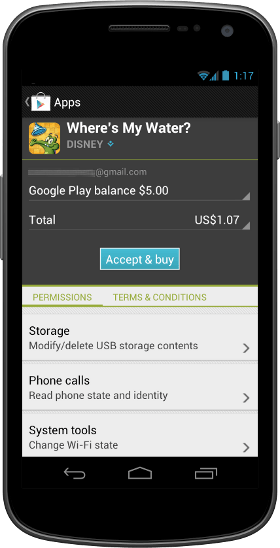 1:17
Apps
Where's My Water?
DISNEY
@gmail.com
Google Play balance $5.00
Total US$1.07
Accept & buy
PERMISSIONS TERMS & CONDITIONS
Storage
Modify/delete USB storage contents
Phone calls
Read phone state and identity
System tools
Change Wi-Fi state